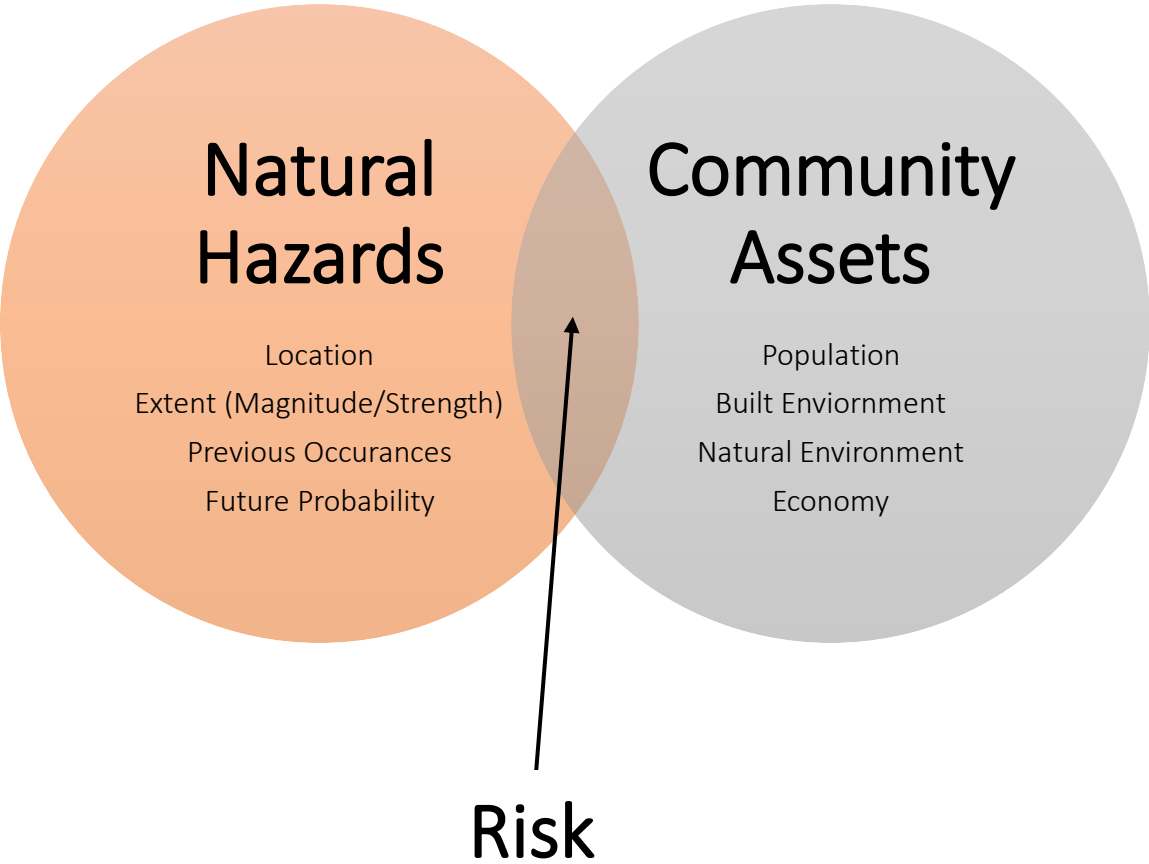 Natural
Hazards
Location
Extent (Magnitude/Strength)
Previous Occurances
Future Probability
Community
Assets
Population
Built Enviornment
Natural Environment
Economy
Risk